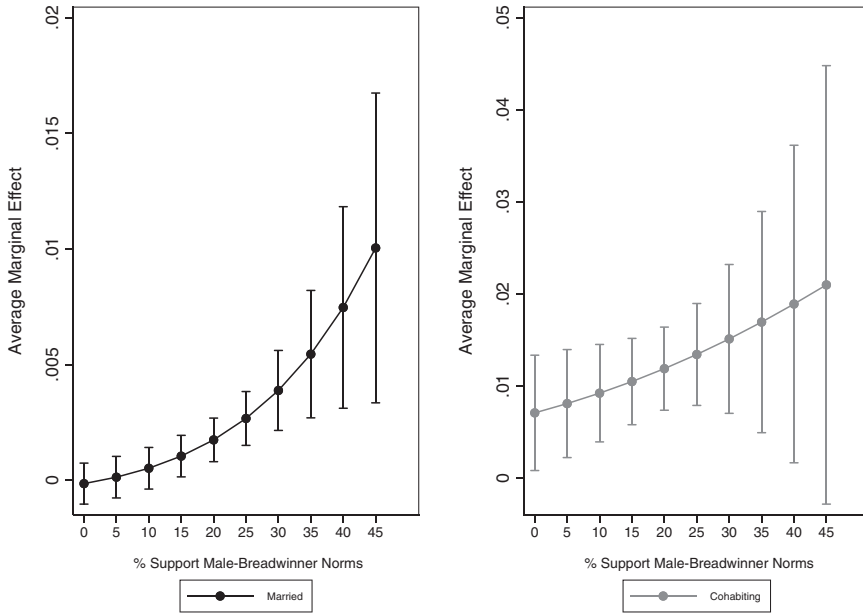 .02
.015
.01
.005
0
Average Marginal Effect
0 5 10 15 20 25 30 35 40 45
% Support Male-Breadwinner Norms
Married
.05
.04
.03
.02
.01
0
Average Marginal Effect
0 5 10 15 20 25 30 35 40 45
% Support Male-Breadwinner Norms
Cohabiting